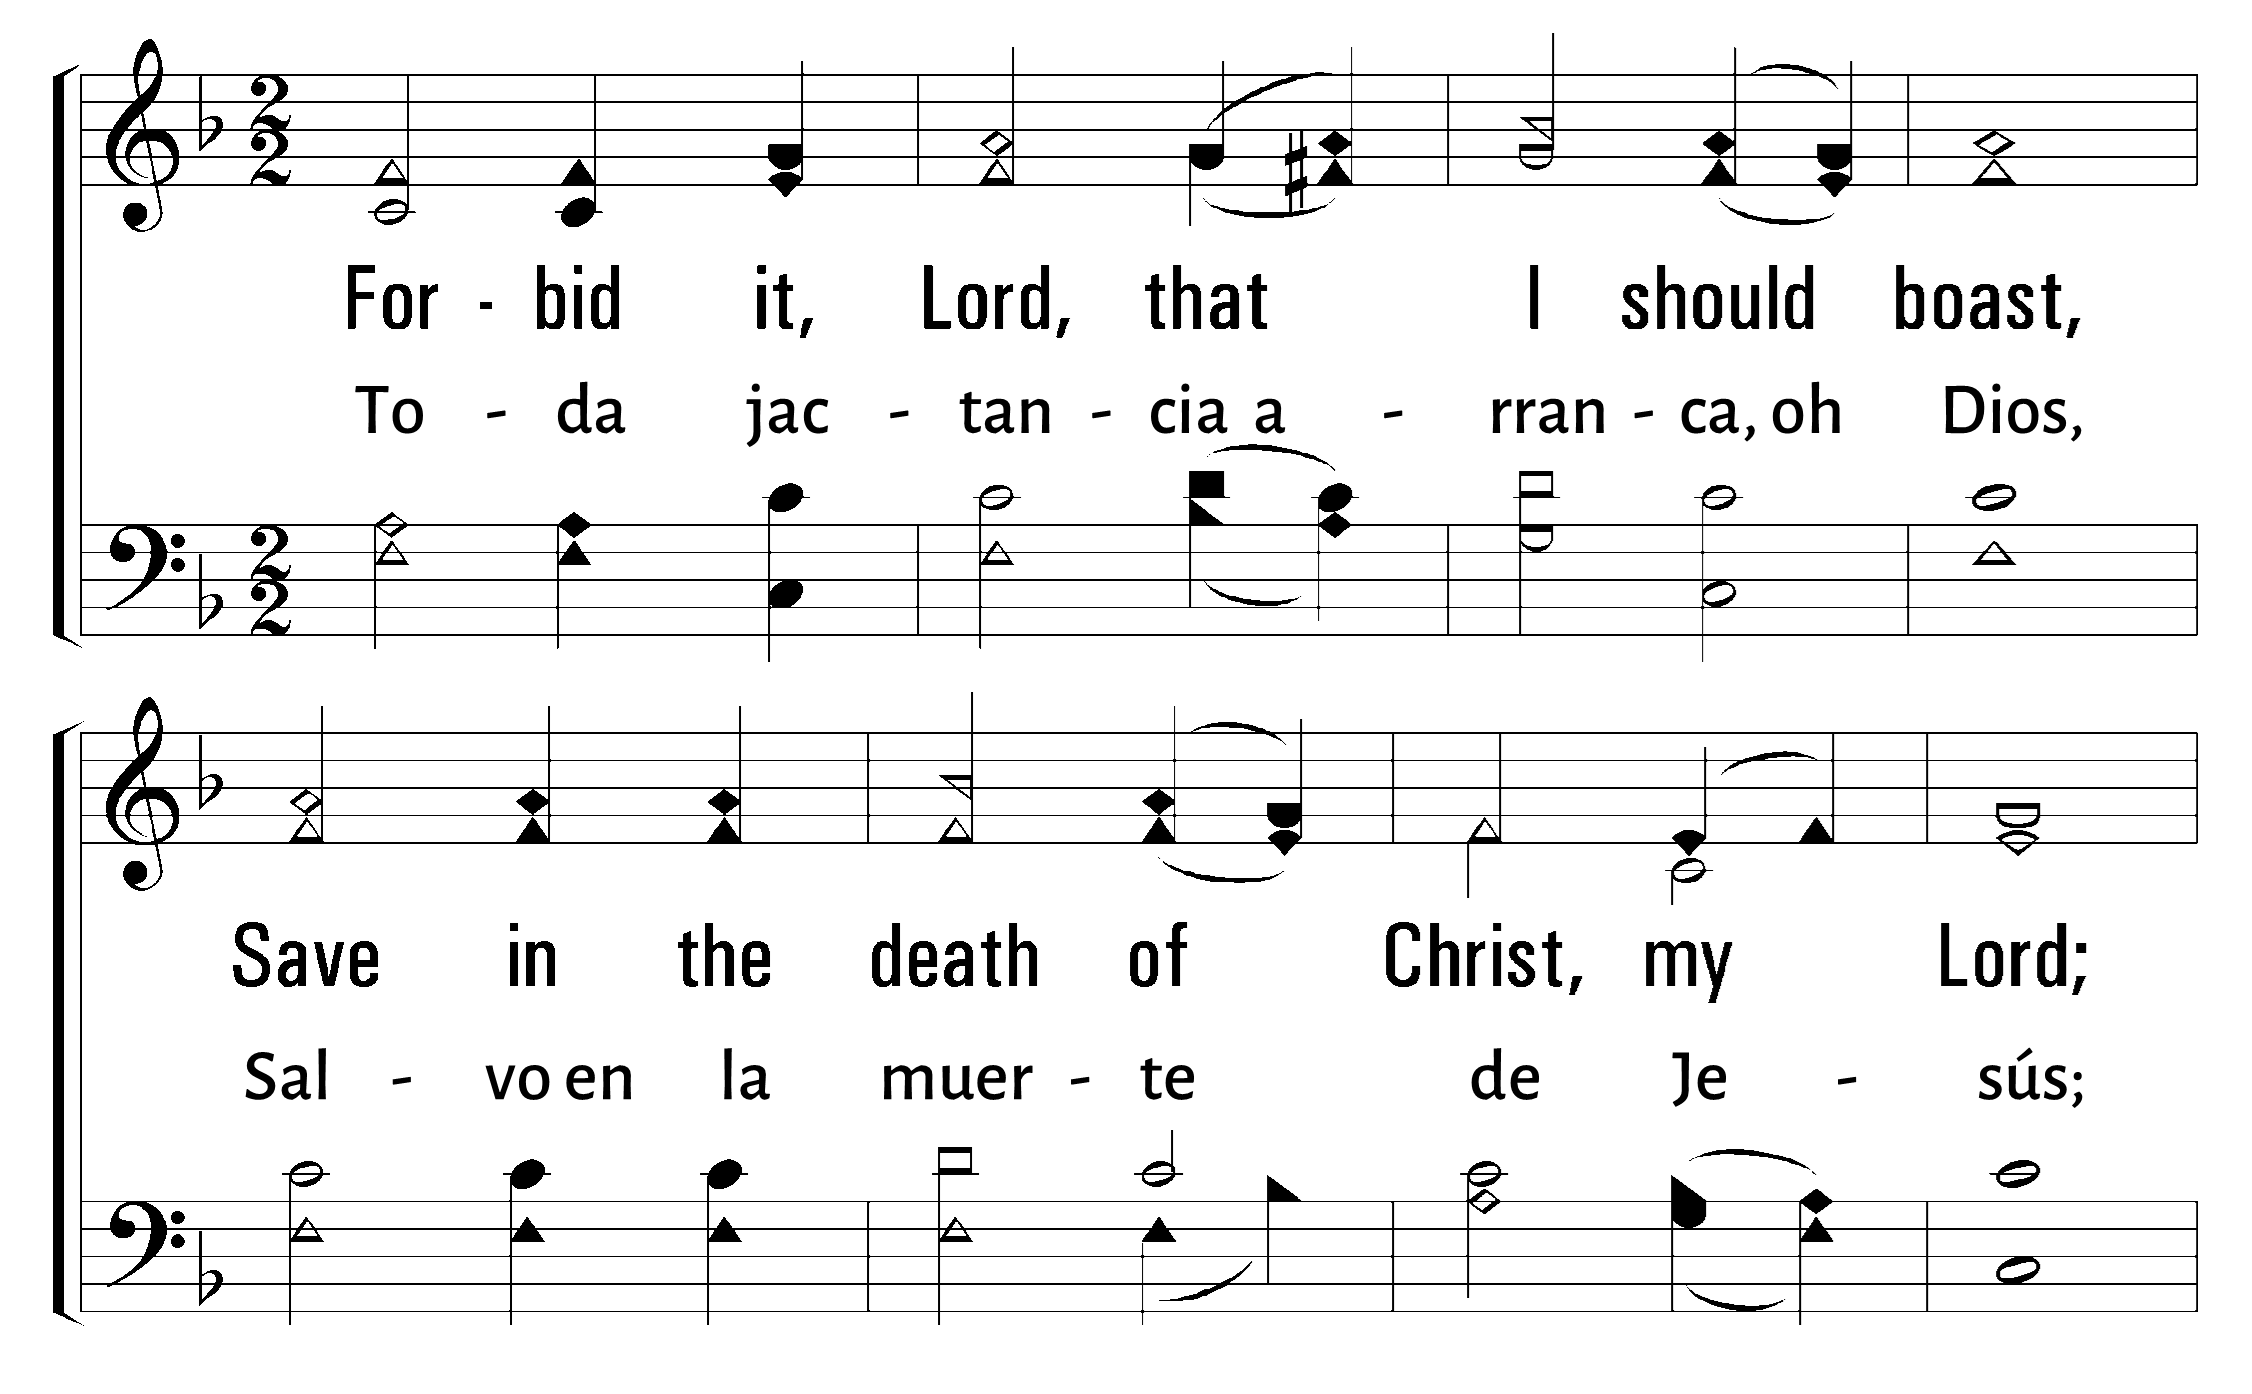 For - bid it, Lord, that I should boast,
To - da jac - tan - cia a - rran - ca, oh Dios,
Save in the death of Christ, my Lord;
Sal - vo en la muer - te de Je - sús;